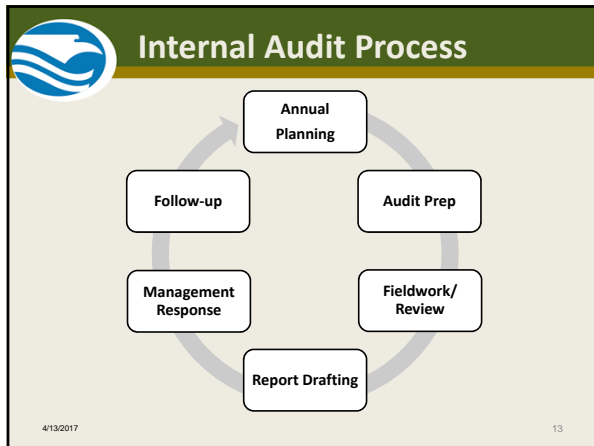 Internal Audit Process
Annual
Planning
Audit Prep
Fieldwork/
Review
Report Drafting
Management
Response
Follow-up
4/13/2017
13